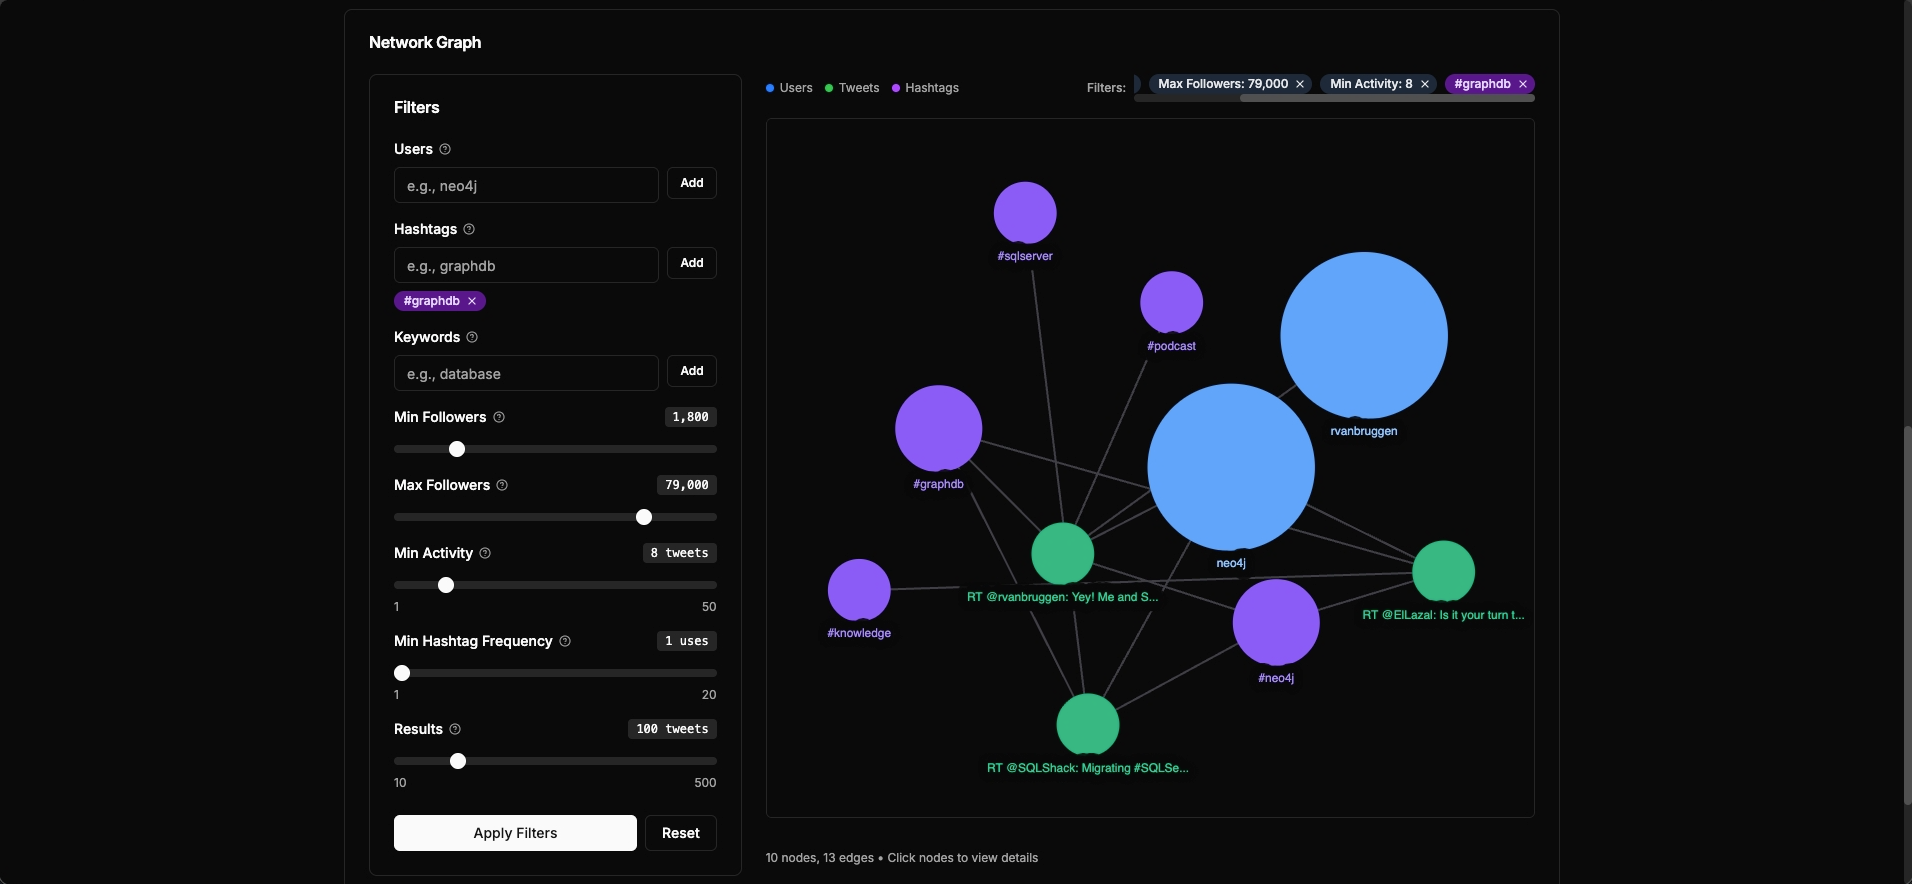 Network Graph
Filters
Users
e.g., neo4j
Add
Hashtags
e.g., graphdb
Add
#graphdb ×
Keywords
e.g., database
Add
Min Followers
1,800
Max Followers
79,000
Min Activity
8 tweets
1
50
Min Hashtag Frequency
1 uses
1
20
Results
100 tweets
10
500
Apply Filters
Reset
Users
Tweets
Hashtags
Filters:
Max Followers: 79,000 ×
Min Activity: 8 ×
#graphdb ×
#sqlserver
#podcast
rvanbruggen
#graphdb
neo4j
RT @rvanbruggen: Yey! Me and S...
RT @ElLazal: Is it your turn t...
#knowledge
#neo4j
RT @SQLShack: Migrating #SQLSe...
10 nodes, 13 edges • Click nodes to view details